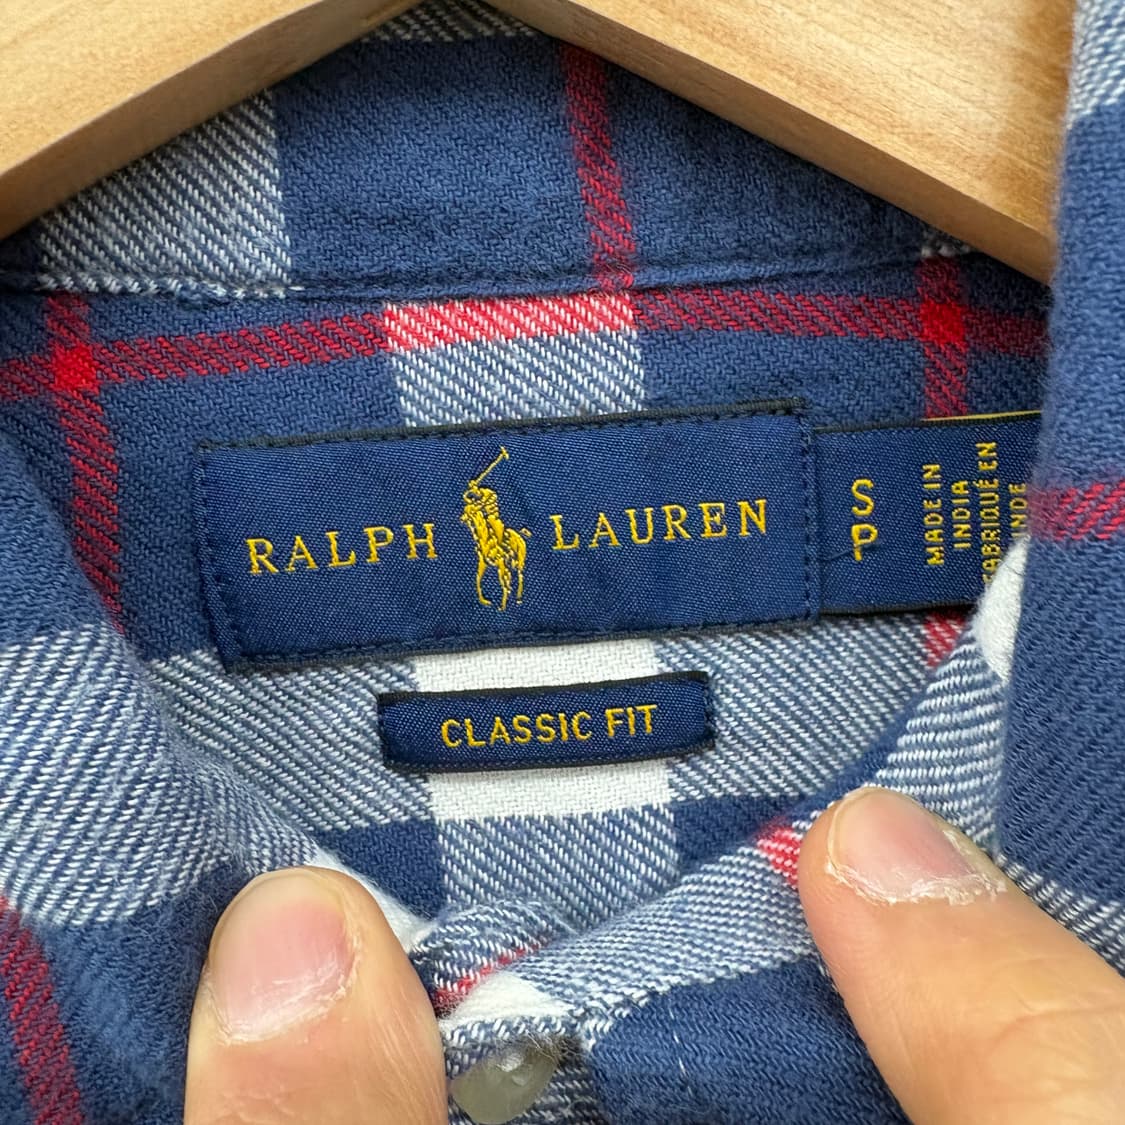 RALPH LAUREN
S
P
MADE IN
INDIA
FABRIQUÉ EN
INDE
CLASSIC FIT